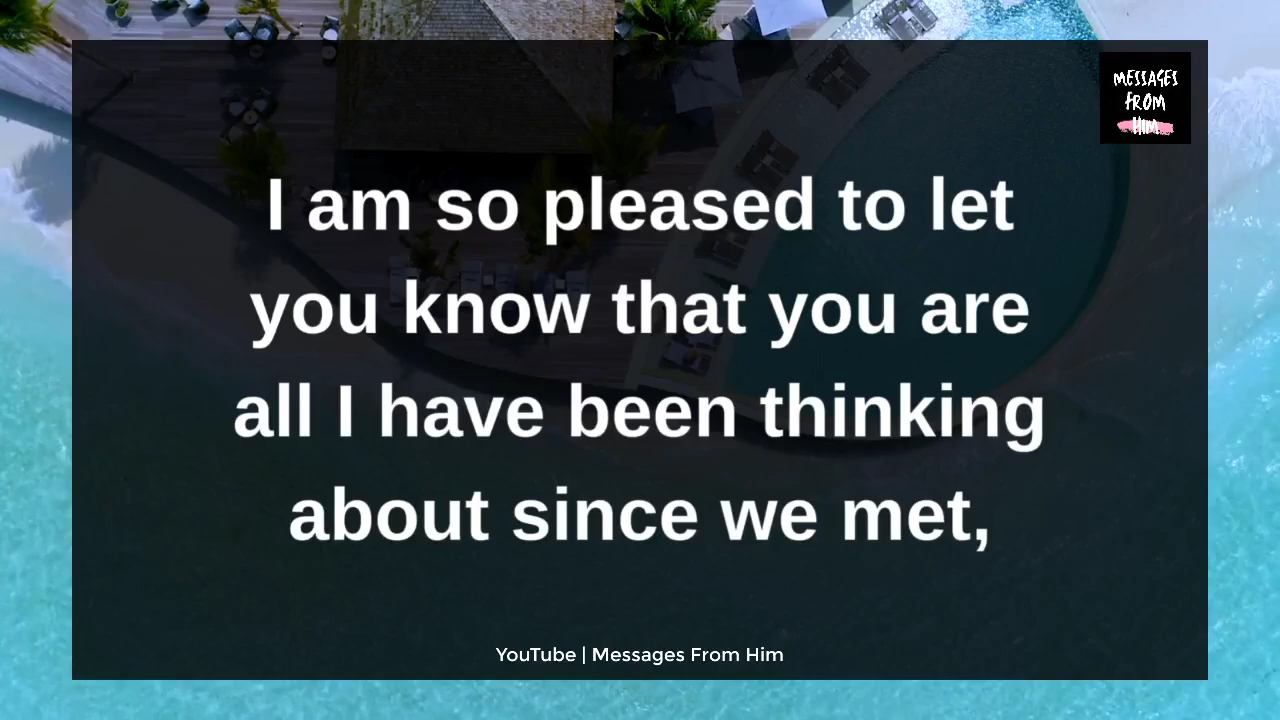 MESSAGES
FROM
HIM
I am so pleased to let
you know that you are
all I have been thinking
about since we met,
YouTube | Messages From Him